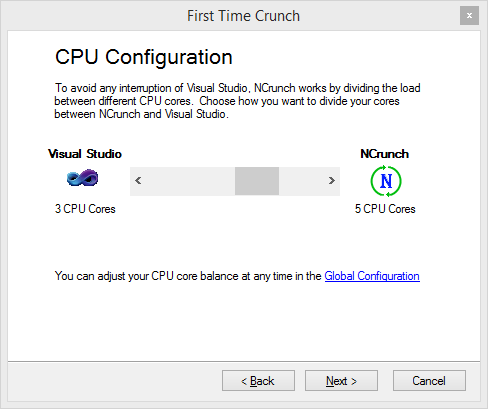 First Time Crunch
x
CPU Configuration
To avoid any interruption of Visual Studio, NCrunch works by dividing the load
between different CPU cores. Choose how you want to divide your cores
between NCrunch and Visual Studio.
Visual Studio
NCrunch
N
3 CPU Cores
5 CPU Cores
You can adjust your CPU core balance at any time in the Global Configuration
< Back
Next >
Cancel